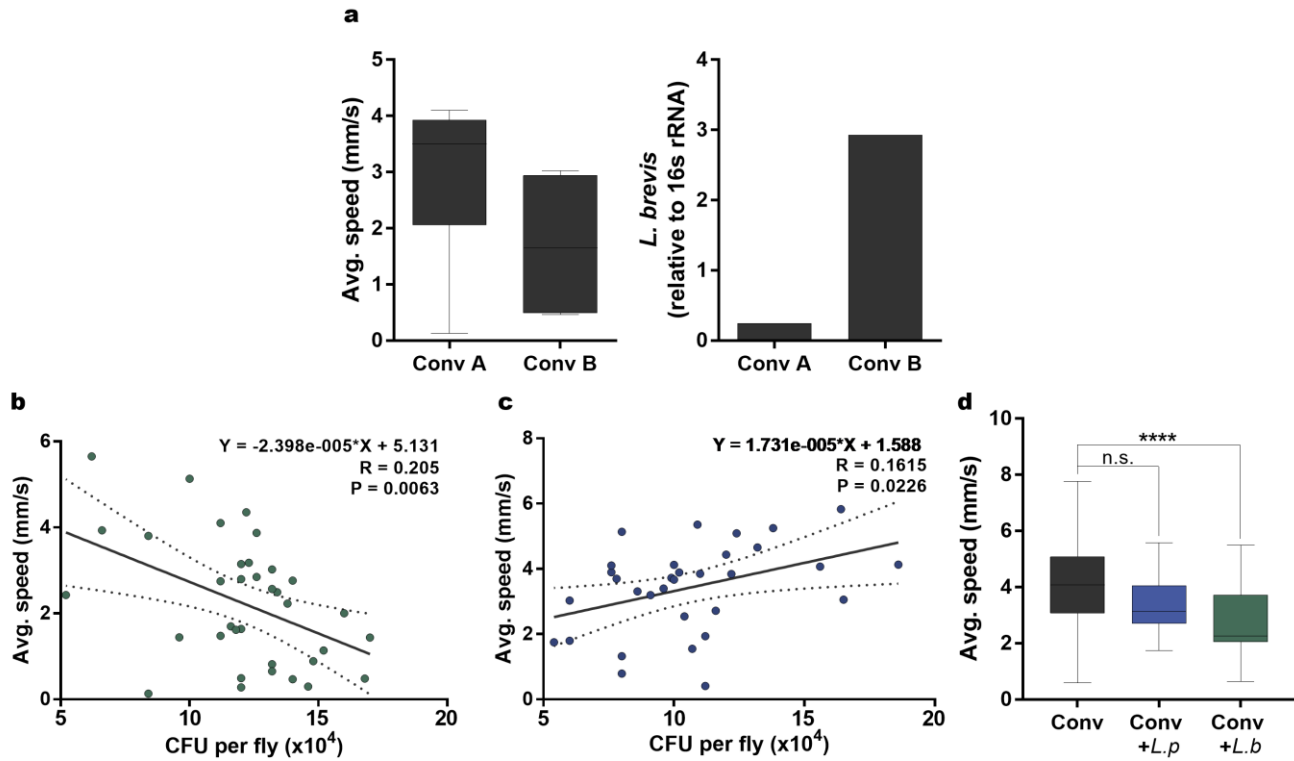 a
Avg. speed (mm/s)
5
4
3
2
1
0
Conv A
Conv B
L. brevis
(relative to 16s rRNA)
4
3
2
1
0
Conv A
Conv B
b
Avg. speed (mm/s)
6
4
2
0
5
10
15
20
CFU per fly (x10⁴)
Y = -2.398e-005*X + 5.131
R = 0.205
P = 0.0063
c
Avg. speed (mm/s)
8
6
4
2
0
5
10
15
20
CFU per fly (x10⁴)
Y = 1.731e-005*X + 1.588
R = 0.1615
P = 0.0226
d
Avg. speed (mm/s)
10
8
6
4
2
0
****
n.s.
Conv
Conv
+L.p
Conv
+L.b